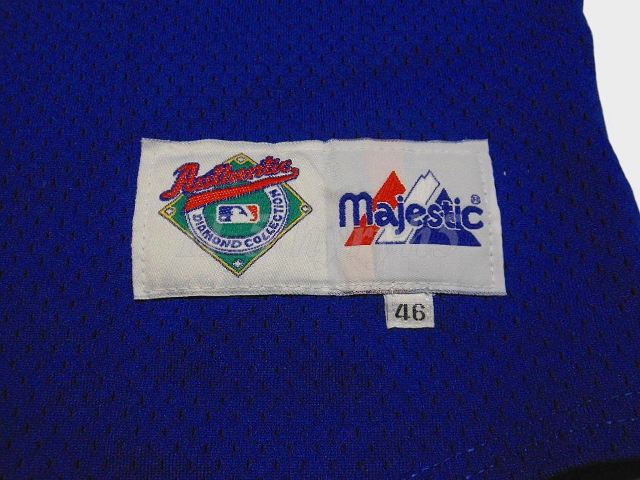 Authentic
DIAMOND COLLECTION
Majestic®
46